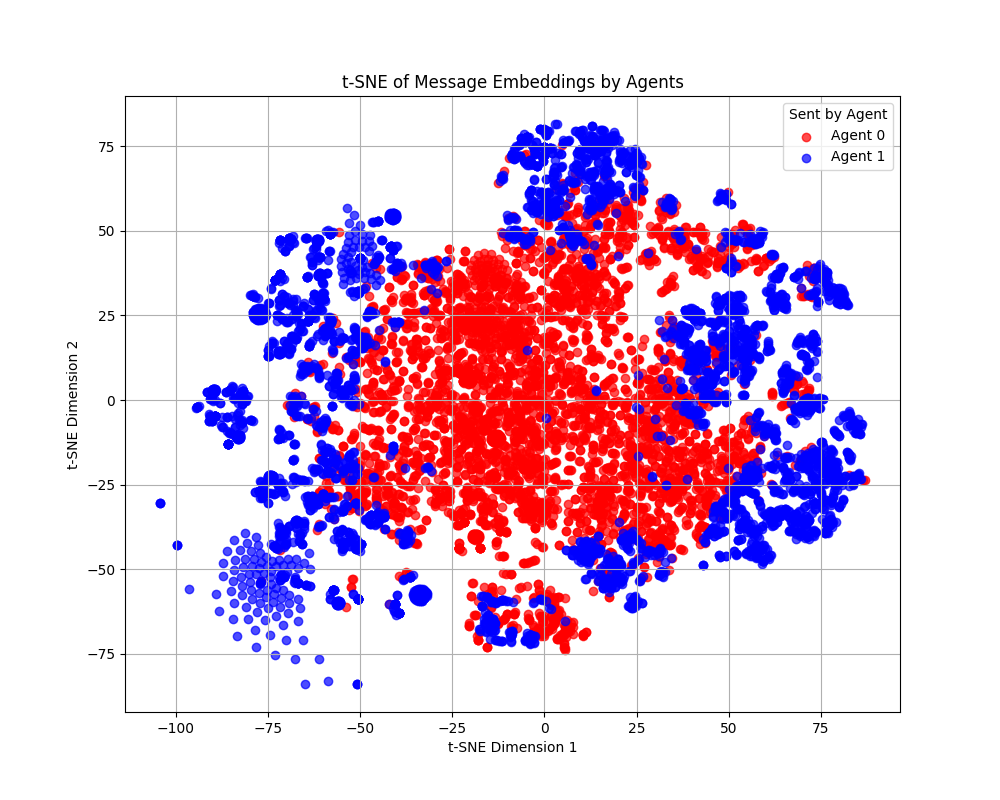 t-SNE of Message Embeddings by Agents
Sent by Agent
Agent 0
Agent 1
75
50
25
0
−25
−50
−75
t-SNE Dimension 2
−100
−75
−50
−25
0
25
50
75
t-SNE Dimension 1